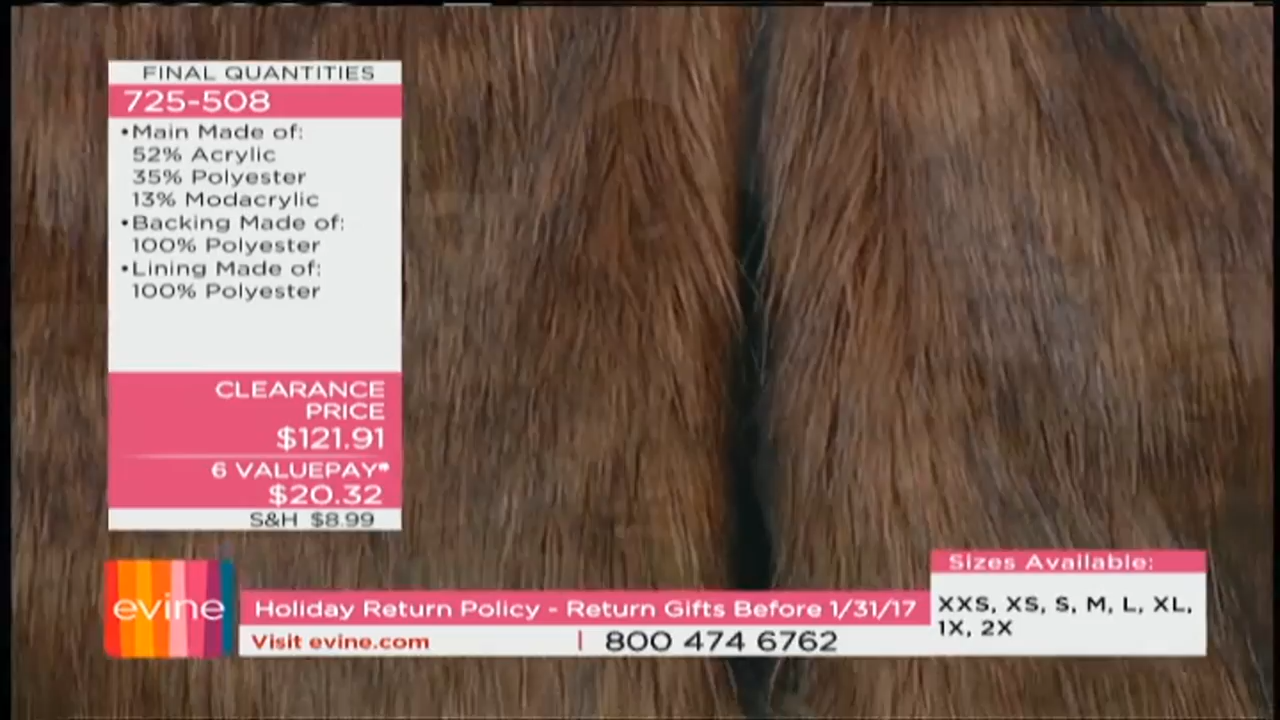 FINAL QUANTITIES
725-508
•Main Made of:
52% Acrylic
35% Polyester
13% Modacrylic
•Backing Made of:
100% Polyester
•Lining Made of:
100% Polyester
CLEARANCE
PRICE
$121.91
6 VALUEPAY*
$20.32
S&H $8.99
evine
Holiday Return Policy - Return Gifts Before 1/31/17
Visit evine.com | 800 474 6762
Sizes Available:
XXS, XS, S, M, L, XL,
1X, 2X